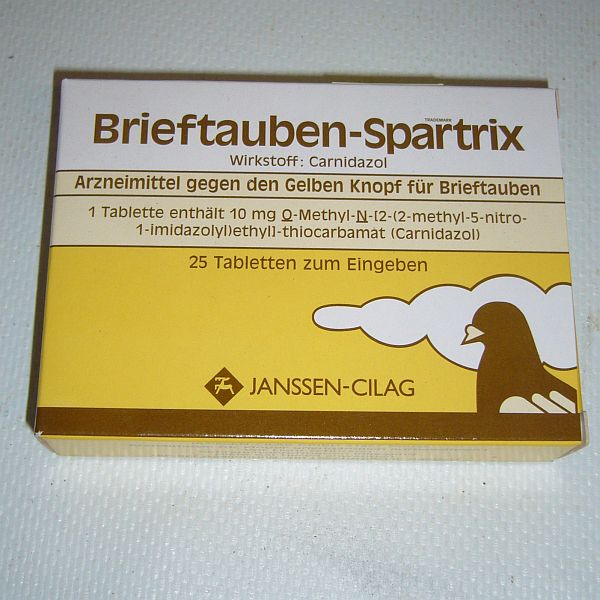 Brieftauben-Spartrix
TRADEMARK
Wirkstoff: Carnidazol
Arzneimittel gegen den Gelben Knopf für Brieftauben
1 Tablette enthält 10 mg O-Methyl-N-[2-(2-methyl-5-nitro-
1-imidazolyl)ethyl]-thiocarbamat (Carnidazol)
25 Tabletten zum Eingeben
JANSSEN-CILAG